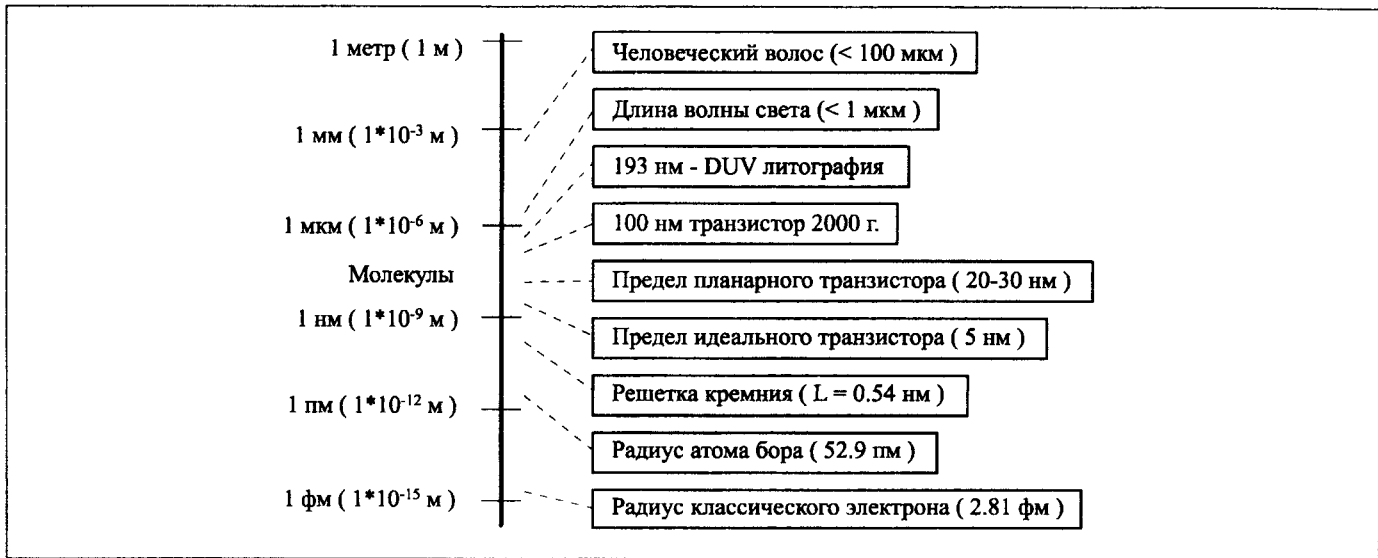 1 метр ( 1 м )
1 мм ( 1*10⁻³ м )
1 мкм ( 1*10⁻⁶ м )
Молекулы
1 нм ( 1*10⁻⁹ м )
1 пм ( 1*10⁻¹² м )
1 фм ( 1*10⁻¹⁵ м )
Человеческий волос (< 100 мкм )
Длина волны света (< 1 мкм )
193 нм - DUV литография
100 нм транзистор 2000 г.
Предел планарного транзистора ( 20-30 нм )
Предел идеального транзистора ( 5 нм )
Решетка кремния ( L = 0.54 нм )
Радиус атома бора ( 52.9 пм )
Радиус классического электрона ( 2.81 фм )